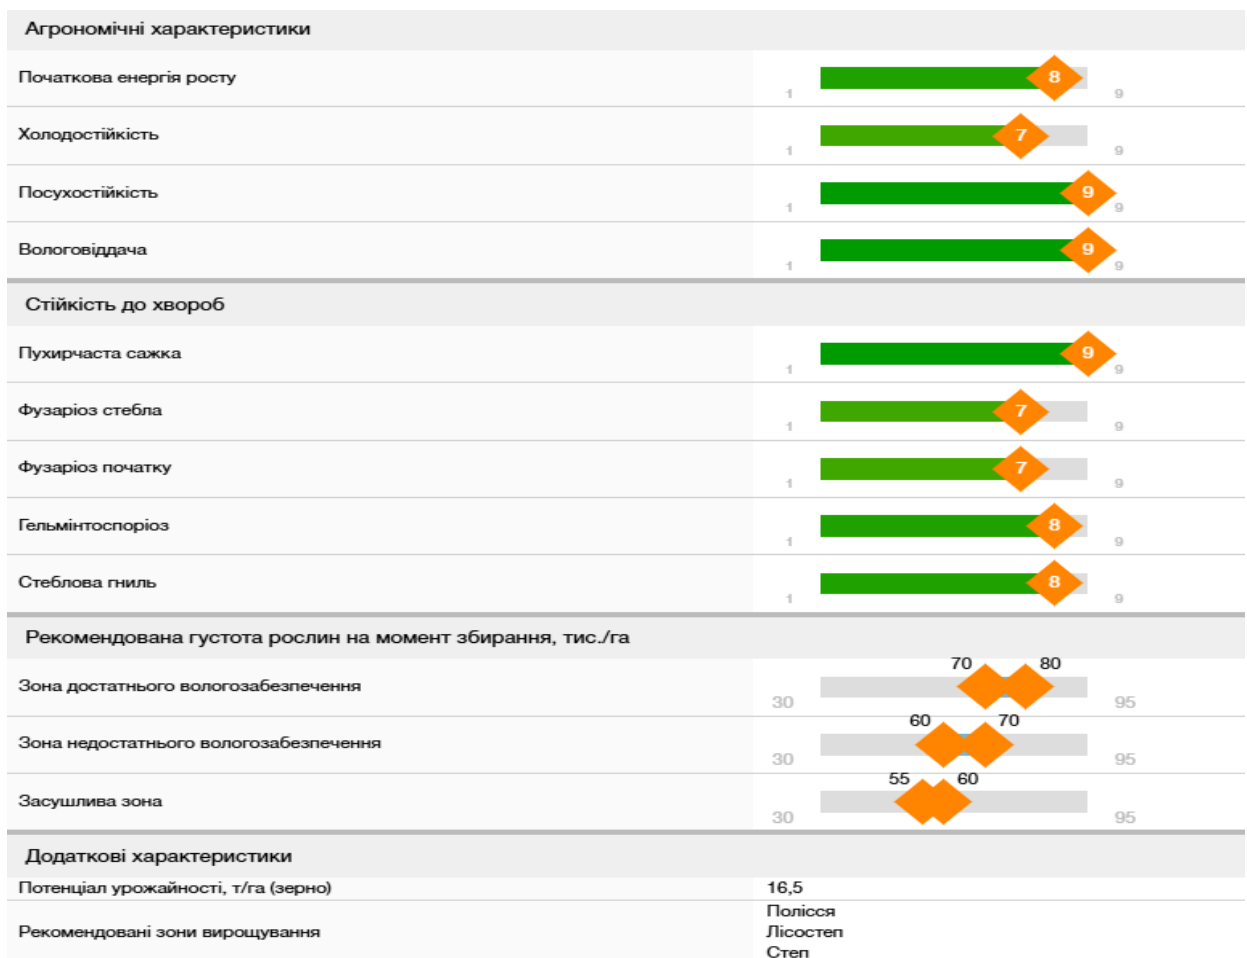 Агрономічні характеристики
Початкова енергія росту
1 8 9
Холодостійкість
1 7 9
Посухостійкість
1 9 9
Вологовіддача
1 9 9
Стійкість до хвороб
Пухирчаста сажка
1 9 9
Фузаріоз стебла
1 7 9
Фузаріоз початку
1 7 9
Гельмінтоспоріоз
1 8 9
Стеблова гниль
1 8 9
Рекомендована густота рослин на момент збирання, тис./га
Зона достатнього вологозабезпечення
30 70 80 95
Зона недостатнього вологозабезпечення
30 60 70 95
Засушлива зона
30 55 60 95
Додаткові характеристики
Потенціал урожайності, т/га (зерно) 16,5
Рекомендовані зони вирощування
Полісся
Лісостеп
Степ